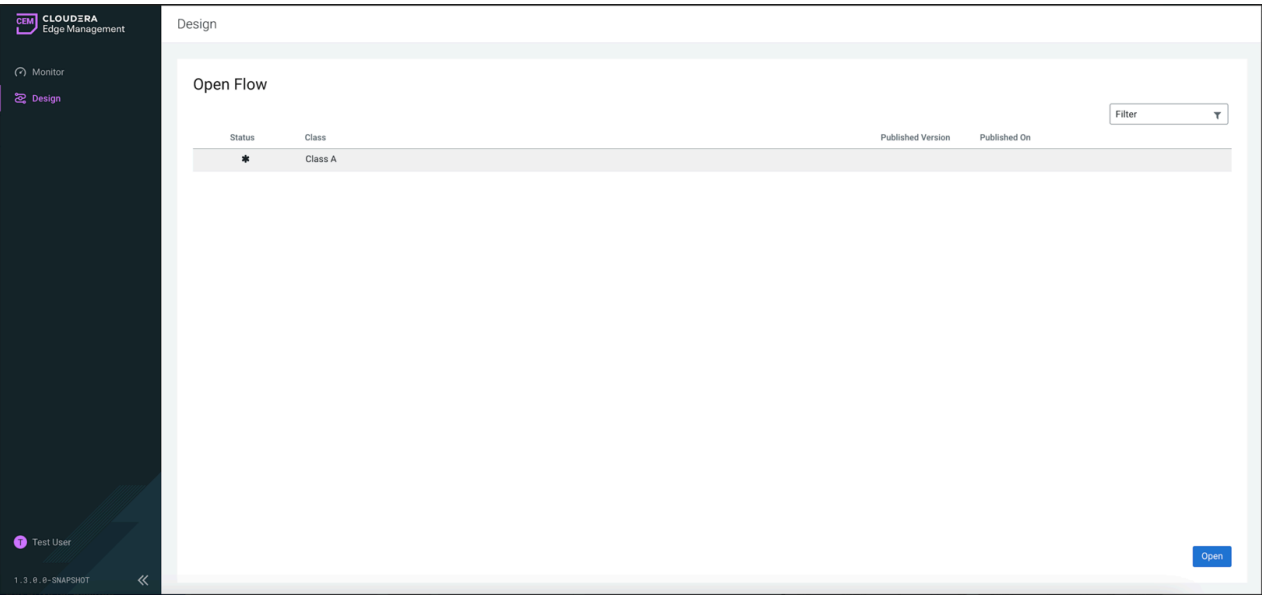 CEM CLOUDERA
Edge Management
Design
Monitor
Design
Open Flow
Filter
Status Class Published Version Published On
* Class A
T Test User
Open
1.3.0.0-SNAPSHOT